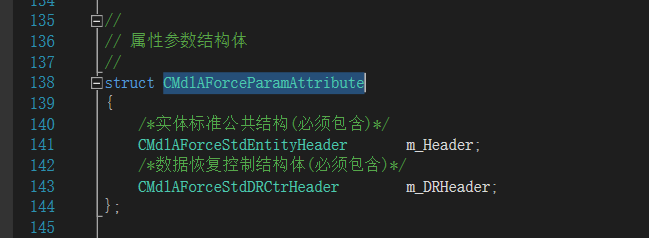 134
135 //
136 // 属性参数结构体
137 //
138 struct CMdlAForceParamAttribute
139 {
140 /*实体标准公共结构(必须包含)*/
141 CMdlAForceStdEntityHeader m_Header;
142 /*数据恢复控制结构体(必须包含)*/
143 CMdlAForceStdDRCtrHeader m_DRHeader;
144 };
145